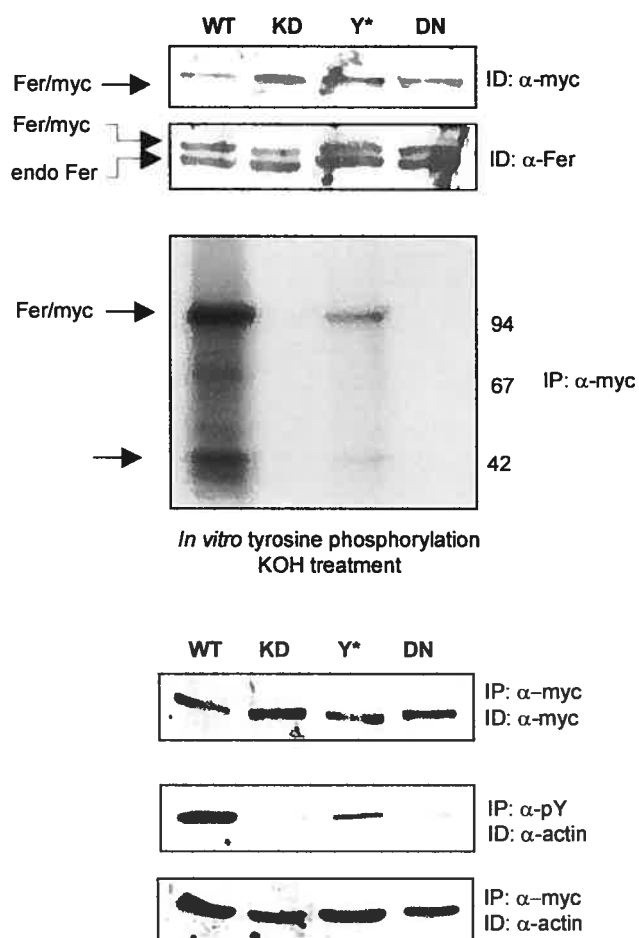 WT KD Y* DN
Fer/myc
ID: α-myc
Fer/myc
endo Fer
ID: α-Fer
Fer/myc
94
67
IP: α-myc
42
In vitro tyrosine phosphorylation
KOH treatment
WT KD Y* DN
IP: α–myc
ID: α-myc
IP: α-pY
ID: α-actin
IP: α–myc
ID: α-actin